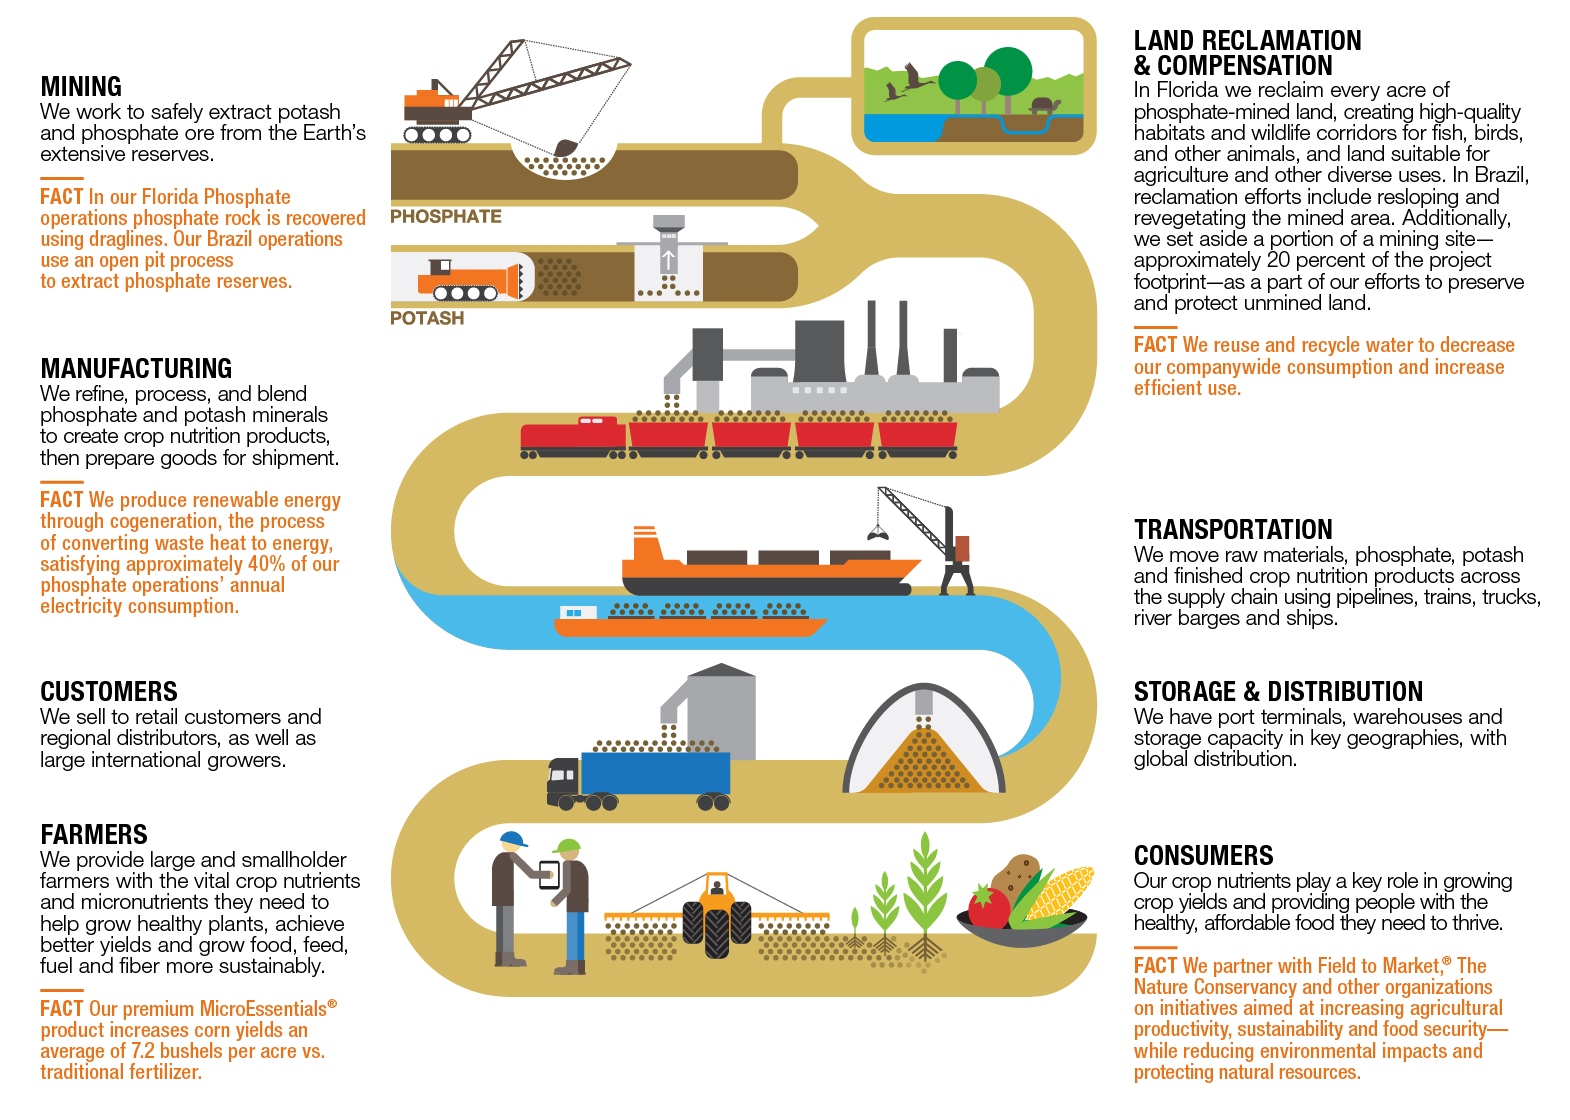 MINING
We work to safely extract potash
and phosphate ore from the Earth's
extensive reserves.
FACT In our Florida Phosphate
operations phosphate rock is recovered
using draglines. Our Brazil operations
use an open pit process
to extract phosphate reserves.
MANUFACTURING
We refine, process, and blend
phosphate and potash minerals
to create crop nutrition products,
then prepare goods for shipment.
FACT We produce renewable energy
through cogeneration, the process
of converting waste heat to energy,
satisfying approximately 40% of our
phosphate operations' annual
electricity consumption.
CUSTOMERS
We sell to retail customers and
regional distributors, as well as
large international growers.
FARMERS
We provide large and smallholder
farmers with the vital crop nutrients
and micronutrients they need to
help grow healthy plants, achieve
better yields and grow food, feed,
fuel and fiber more sustainably.
FACT Our premium MicroEssentials®
product increases corn yields an
average of 7.2 bushels per acre vs.
traditional fertilizer.
PHOSPHATE
POTASH
LAND RECLAMATION
& COMPENSATION
In Florida we reclaim every acre of
phosphate-mined land, creating high-quality
habitats and wildlife corridors for fish, birds,
and other animals, and land suitable for
agriculture and other diverse uses. In Brazil,
reclamation efforts include resloping and
revegetating the mined area. Additionally,
we set aside a portion of a mining site—
approximately 20 percent of the project
footprint—as a part of our efforts to preserve
and protect unmined land.
FACT We reuse and recycle water to decrease
our companywide consumption and increase
efficient use.
TRANSPORTATION
We move raw materials, phosphate, potash
and finished crop nutrition products across
the supply chain using pipelines, trains, trucks,
river barges and ships.
STORAGE & DISTRIBUTION
We have port terminals, warehouses and
storage capacity in key geographies, with
global distribution.
CONSUMERS
Our crop nutrients play a key role in growing
crop yields and providing people with the
healthy, affordable food they need to thrive.
FACT We partner with Field to Market,® The
Nature Conservancy and other organizations
on initiatives aimed at increasing agricultural
productivity, sustainability and food security—
while reducing environmental impacts and
protecting natural resources.